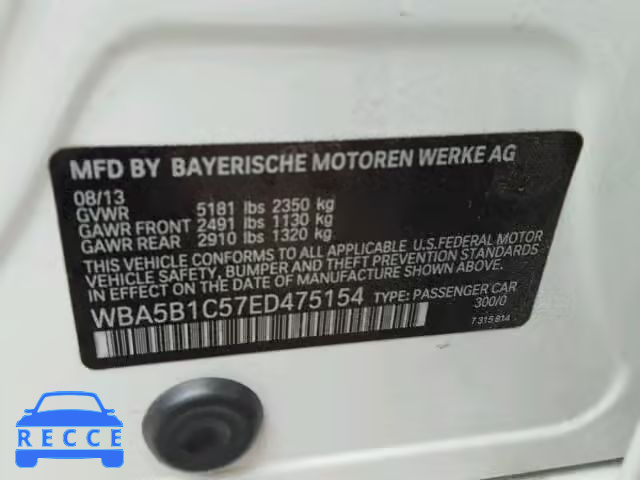 MFD BY BAYERISCHE MOTOREN WERKE AG
08/13
GVWR 5181 lbs 2350 kg
GAWR FRONT 2491 lbs 1130 kg
GAWR REAR 2910 lbs 1320 kg
THIS VEHICLE CONFORMS TO ALL APPLICABLE U.S.FEDERAL MOTOR
VEHICLE SAFETY, BUMPER AND THEFT PREVENTION STANDARDS IN
EFFECT ON THE DATE OF MANUFACTURE SHOWN ABOVE.
WBA5B1C57ED475154 TYPE: PASSENGER CAR
300/0
7315814
RECCE